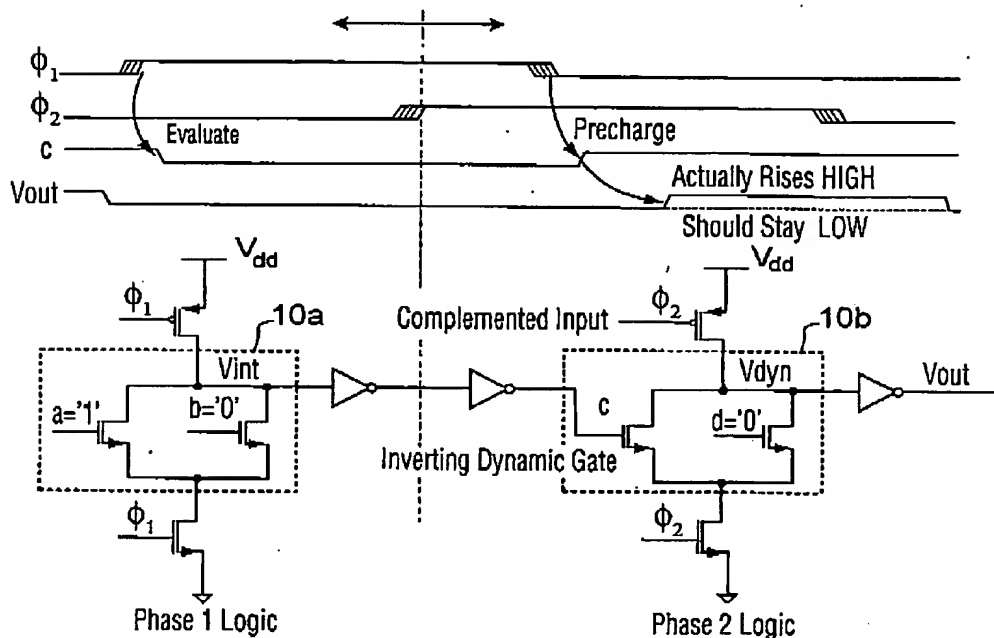 ϕ1
ϕ2
Evaluate
Precharge
c
Actually Rises HIGH
Vout
Should Stay LOW
Vdd
Vdd
ϕ1
10a
Complemented Input
ϕ2
10b
Vint
Vdyn
Vout
a='1'
b='0'
c
d='0'
Inverting Dynamic Gate
ϕ1
ϕ2
Phase 1 Logic
Phase 2 Logic